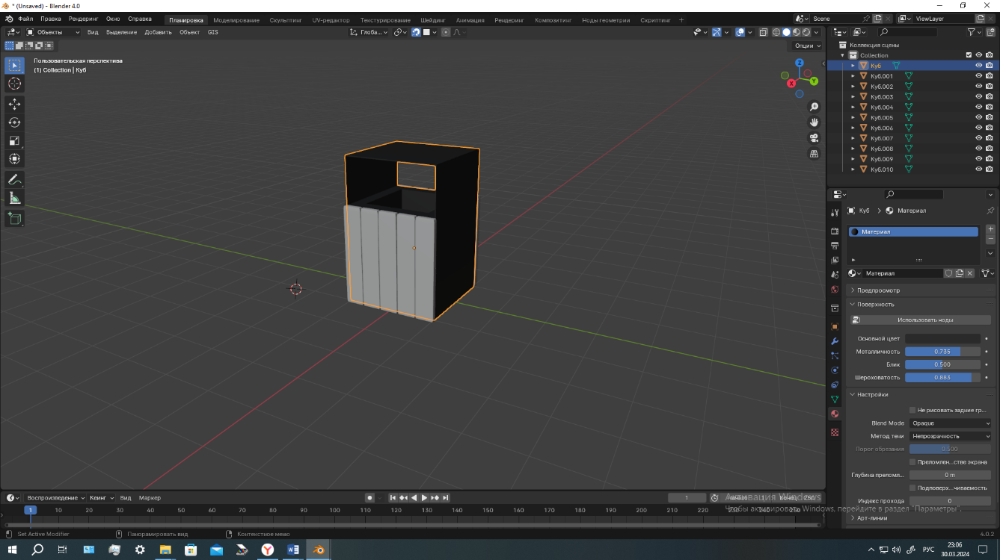 * (Unsaved) - Blender 4.0
Файл Правка Рендеринг Окно Справка Планировка Моделирование Скульптинг UV-редактор Текстурирование Шейдинг Анимация Рендеринг Композитинг Ноды геометрии Скриптинг + Scene ViewLayer
Объекты Вид Выделение Добавить Объект GIS Глоба...
Опции
Пользовательская перспектива
(1) Collection | Куб
Z
Y
X
Коллекция сцены
Collection
Куб
Куб.001
Куб.002
Куб.003
Куб.004
Куб.005
Куб.006
Куб.007
Куб.008
Куб.009
Куб.010
Куб > Материал
Материал
Материал
Предпросмотр
Поверхность
Использовать ноды
Основной цвет
Металличность 0.735
Блик 0.500
Шероховатость 0.883
Настройки
Не рисовать задние гр...
Blend Mode Opaque
Метод тени Непрозрачность
Порог обрезания 0.500
Преломлен...стве экрана
Глубина преломл... 0 m
Подповерх...чиваемость
Индекс прохода 0
Арт-линии
Воспроизведение Кеинг Вид Маркер 1 Начало 1 Конец 250
1 10 20 30 40 50 60 70 80 90 100 110 120 130 140 150 160 170 180 190 200 210 220 230 240 250
Активация Windows
Чтобы активировать Windows, перейдите в раздел "Параметры".
Set Active Modifier Панорамировать вид Контекстное меню 4.0.2
РУС
23:06
30.03.2024